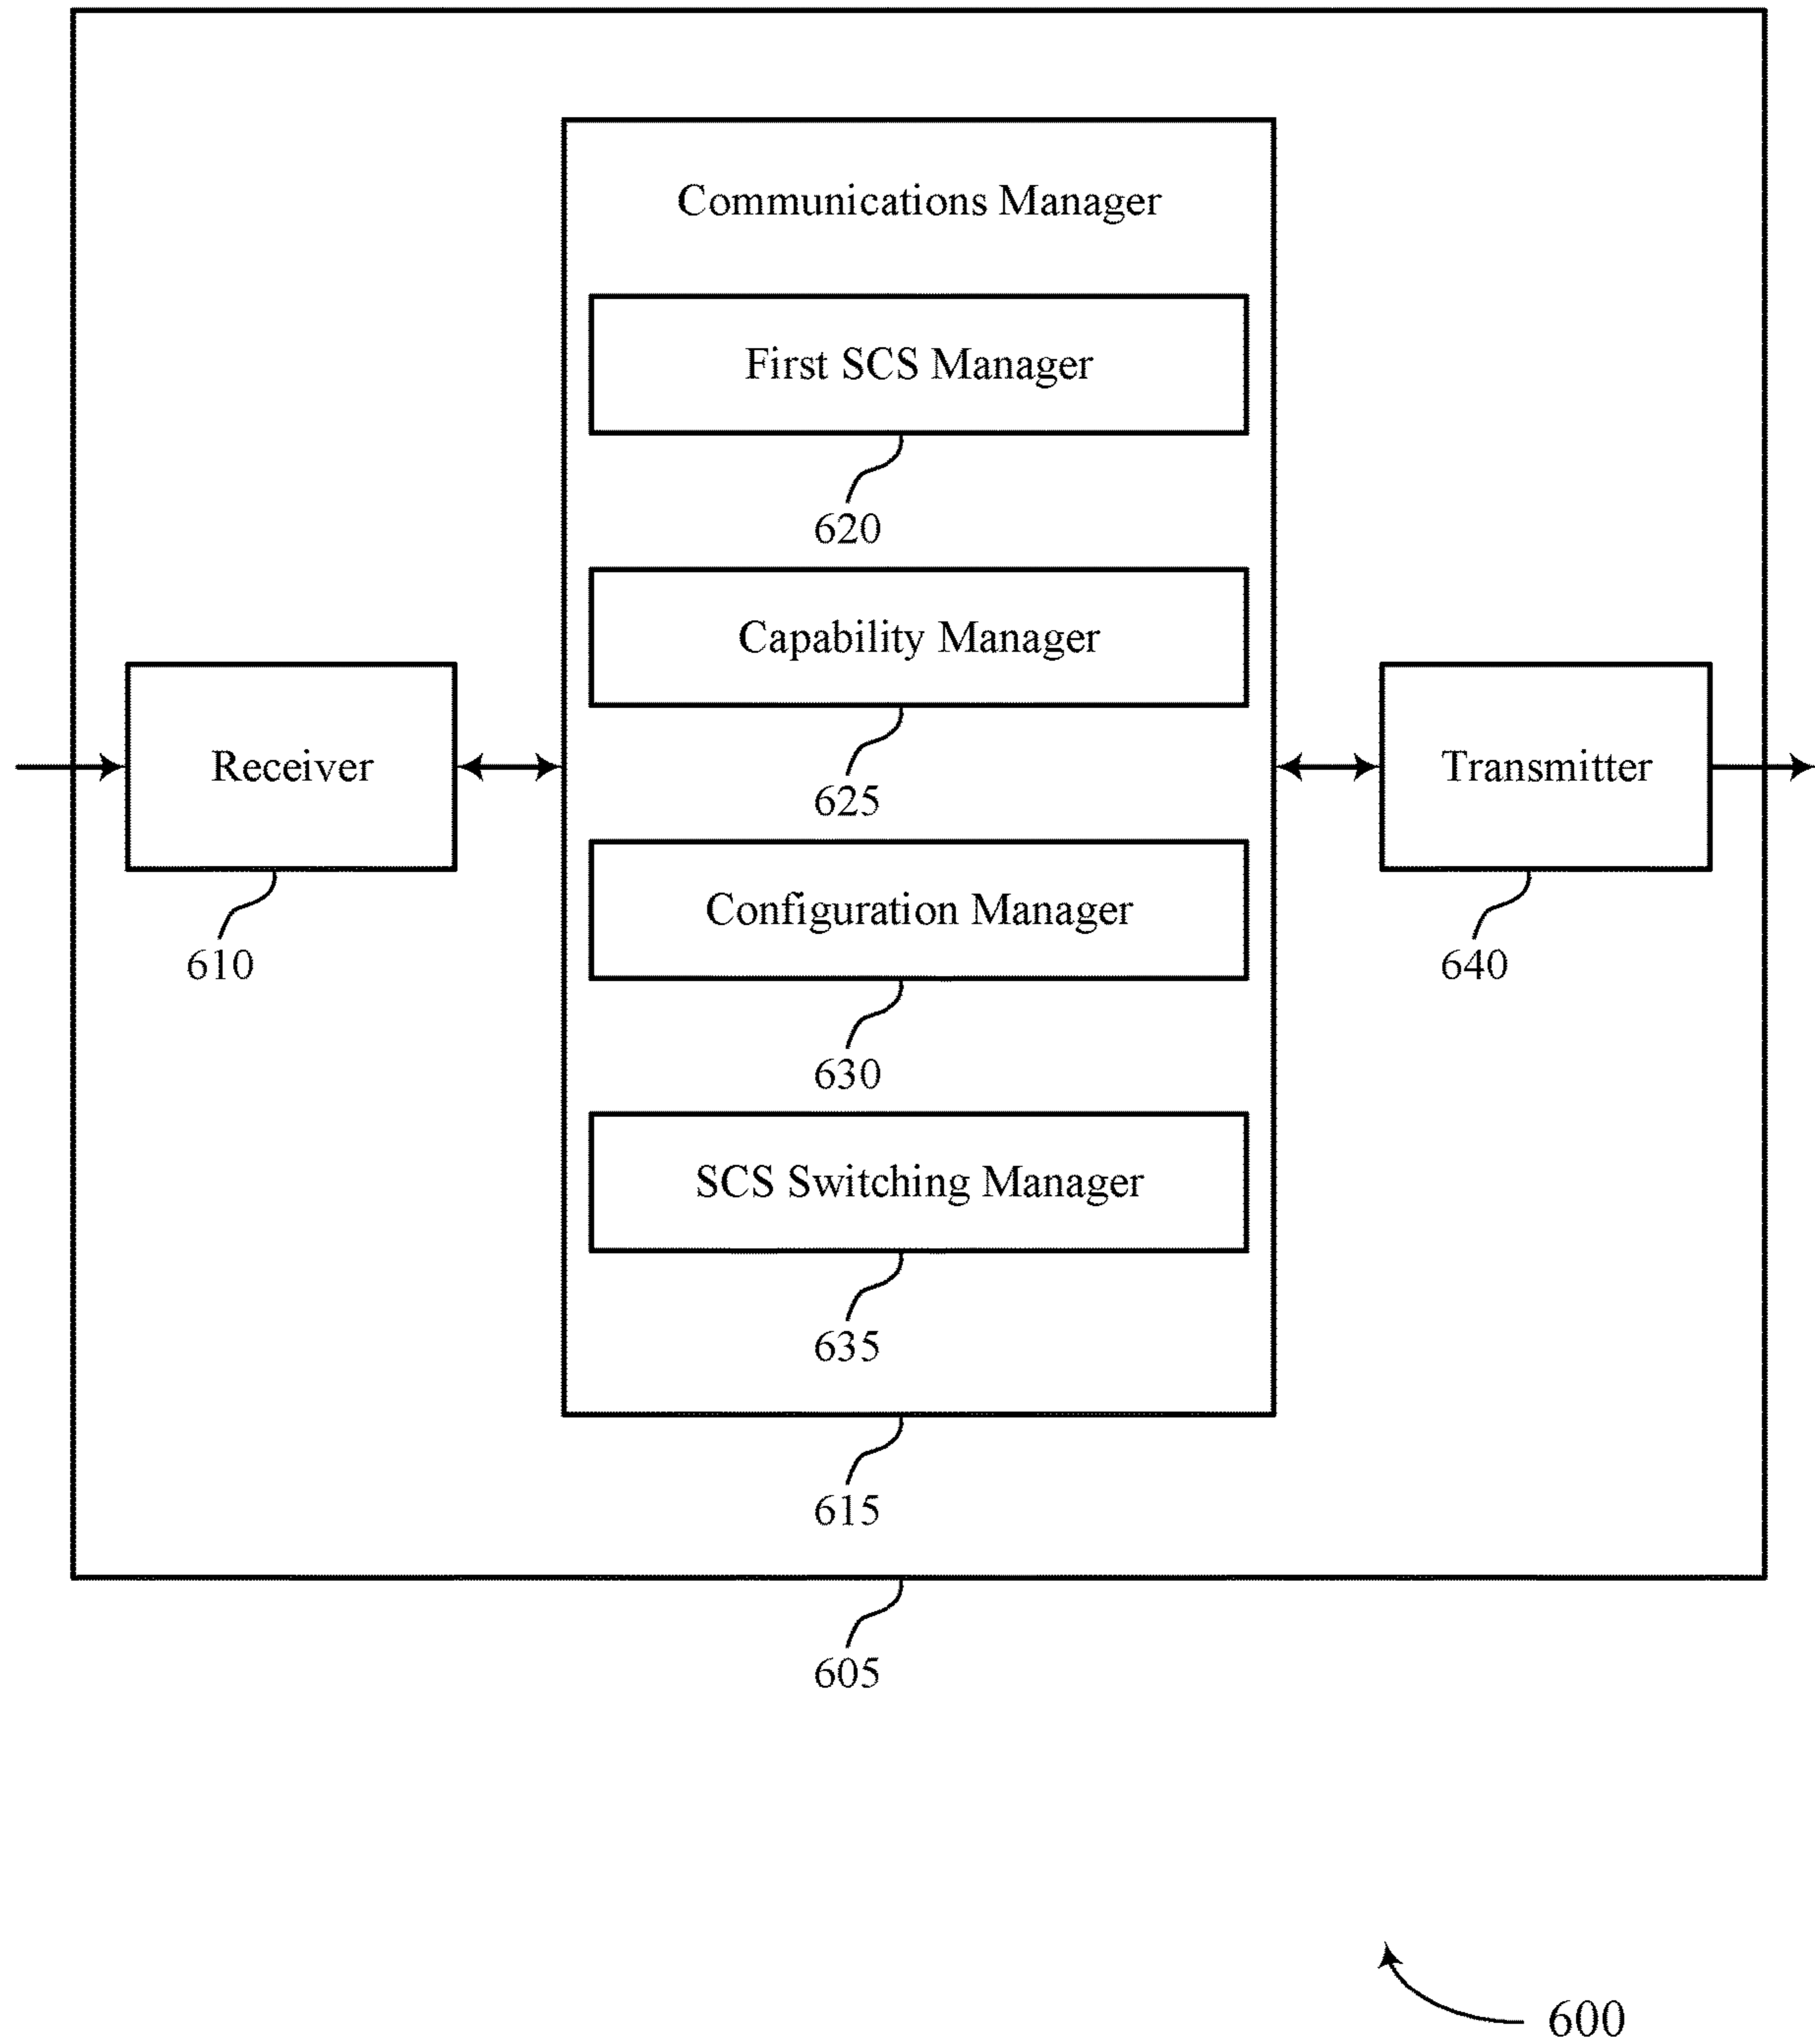 Communications Manager
First SCS Manager
620
Capability Manager
625
Receiver
610
Configuration Manager
630
SCS Switching Manager
635
615
Transmitter
640
605
600